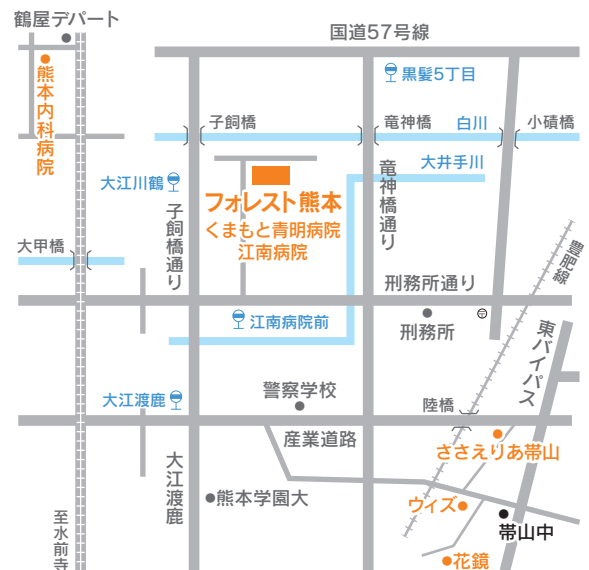 鶴屋デパート
国道57号線
熊本内科病院
黒髪5丁目
子飼橋
竜神橋
白川
小磧橋
大井手川
大江川鶴
竜神橋通り
フォレスト熊本
くまもと青明病院
江南病院
子飼橋通り
大甲橋
豊肥線
刑務所通り
江南病院前
刑務所
〒
東バイパス
警察学校
大江渡鹿
陸橋
産業道路
ささえりあ帯山
大江渡鹿
熊本学園大
ウィズ
帯山中
至水前寺
花鏡